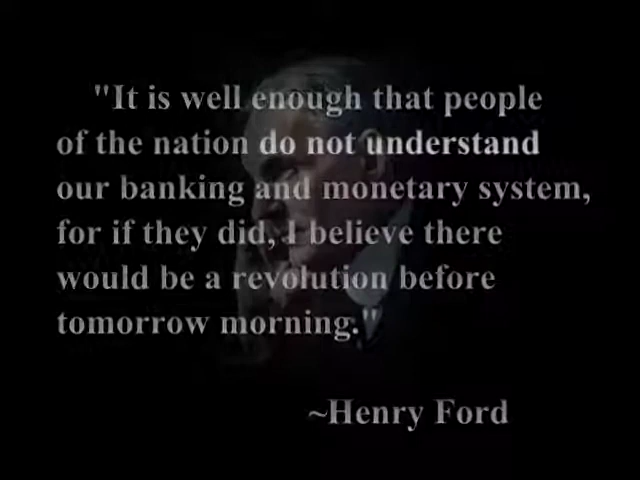 "It is well enough that people
of the nation do not understand
our banking and monetary system,
for if they did, I believe there
would be a revolution before
tomorrow morning."
~Henry Ford